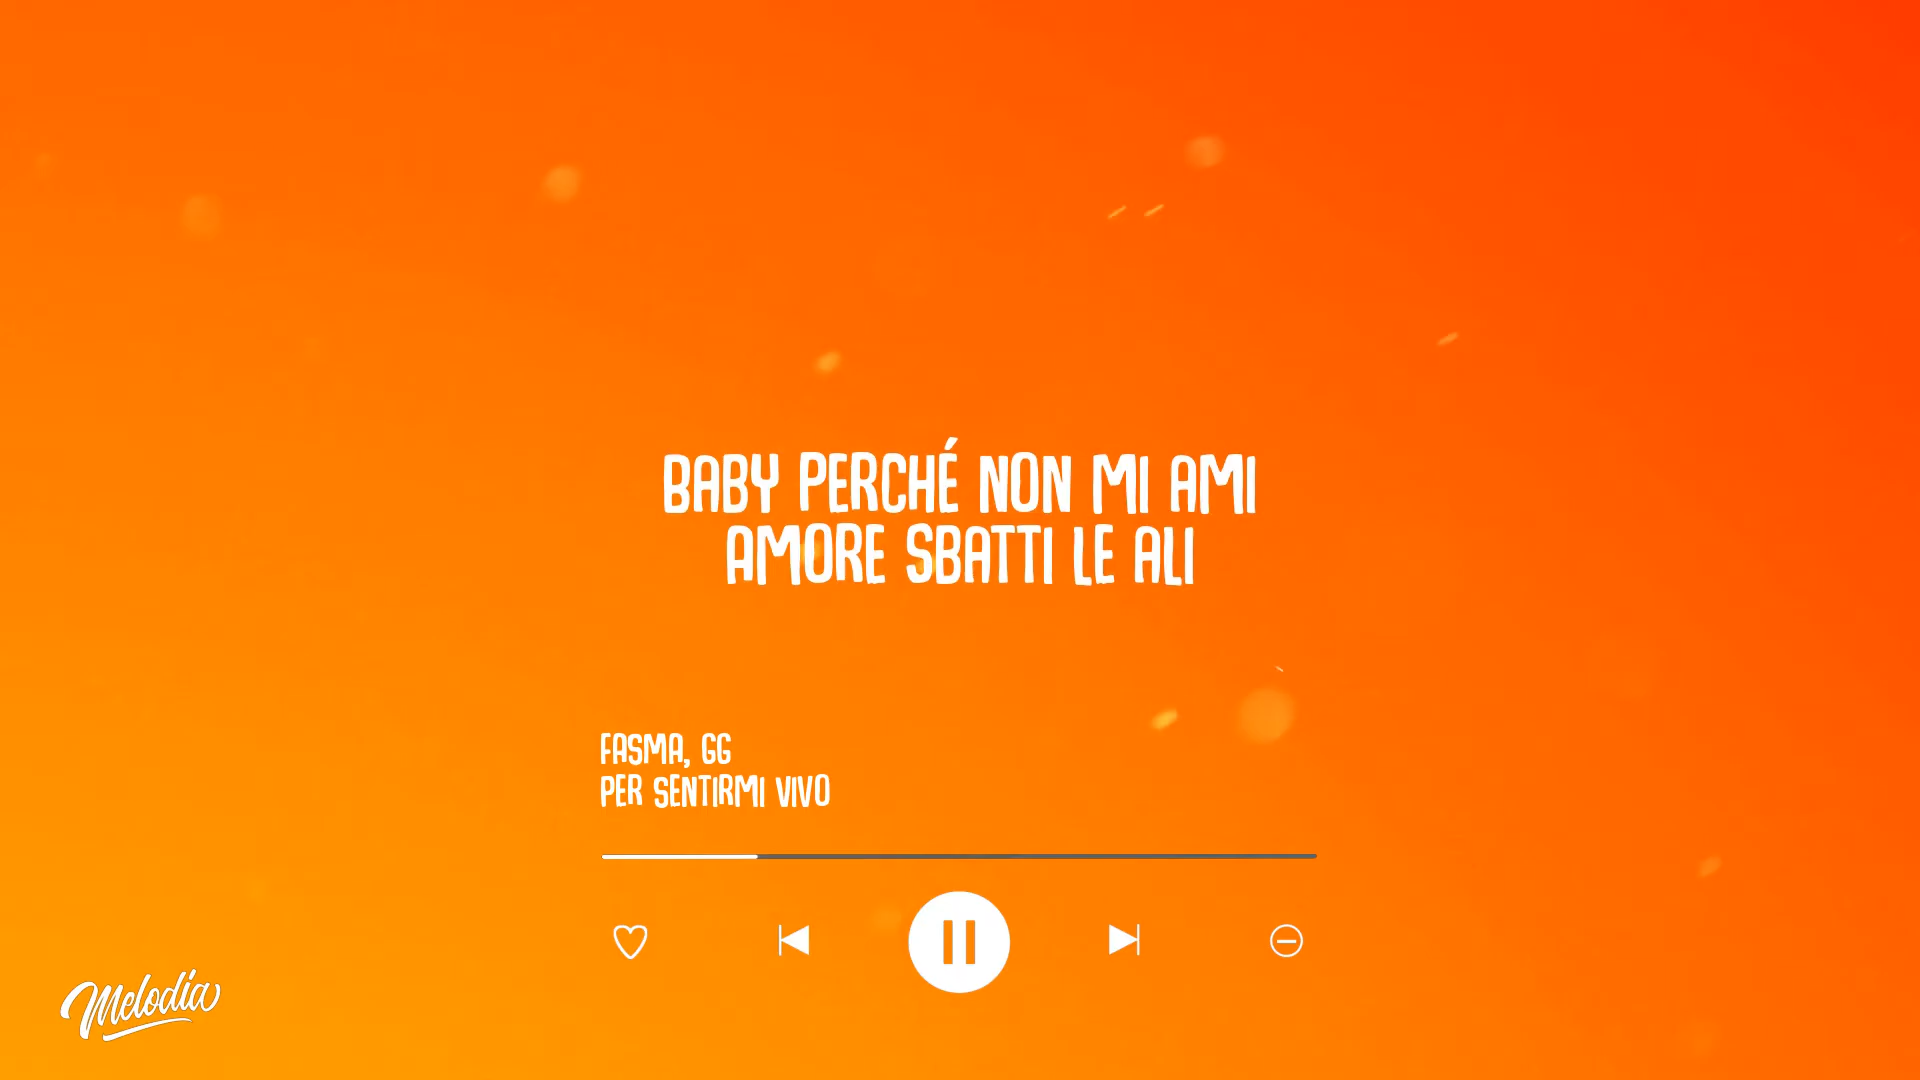 BABY PERCHÉ NON MI AMI
AMORE SBATTI LE ALI
FASMA, GG
PER SENTIRMI VIVO
Melodia